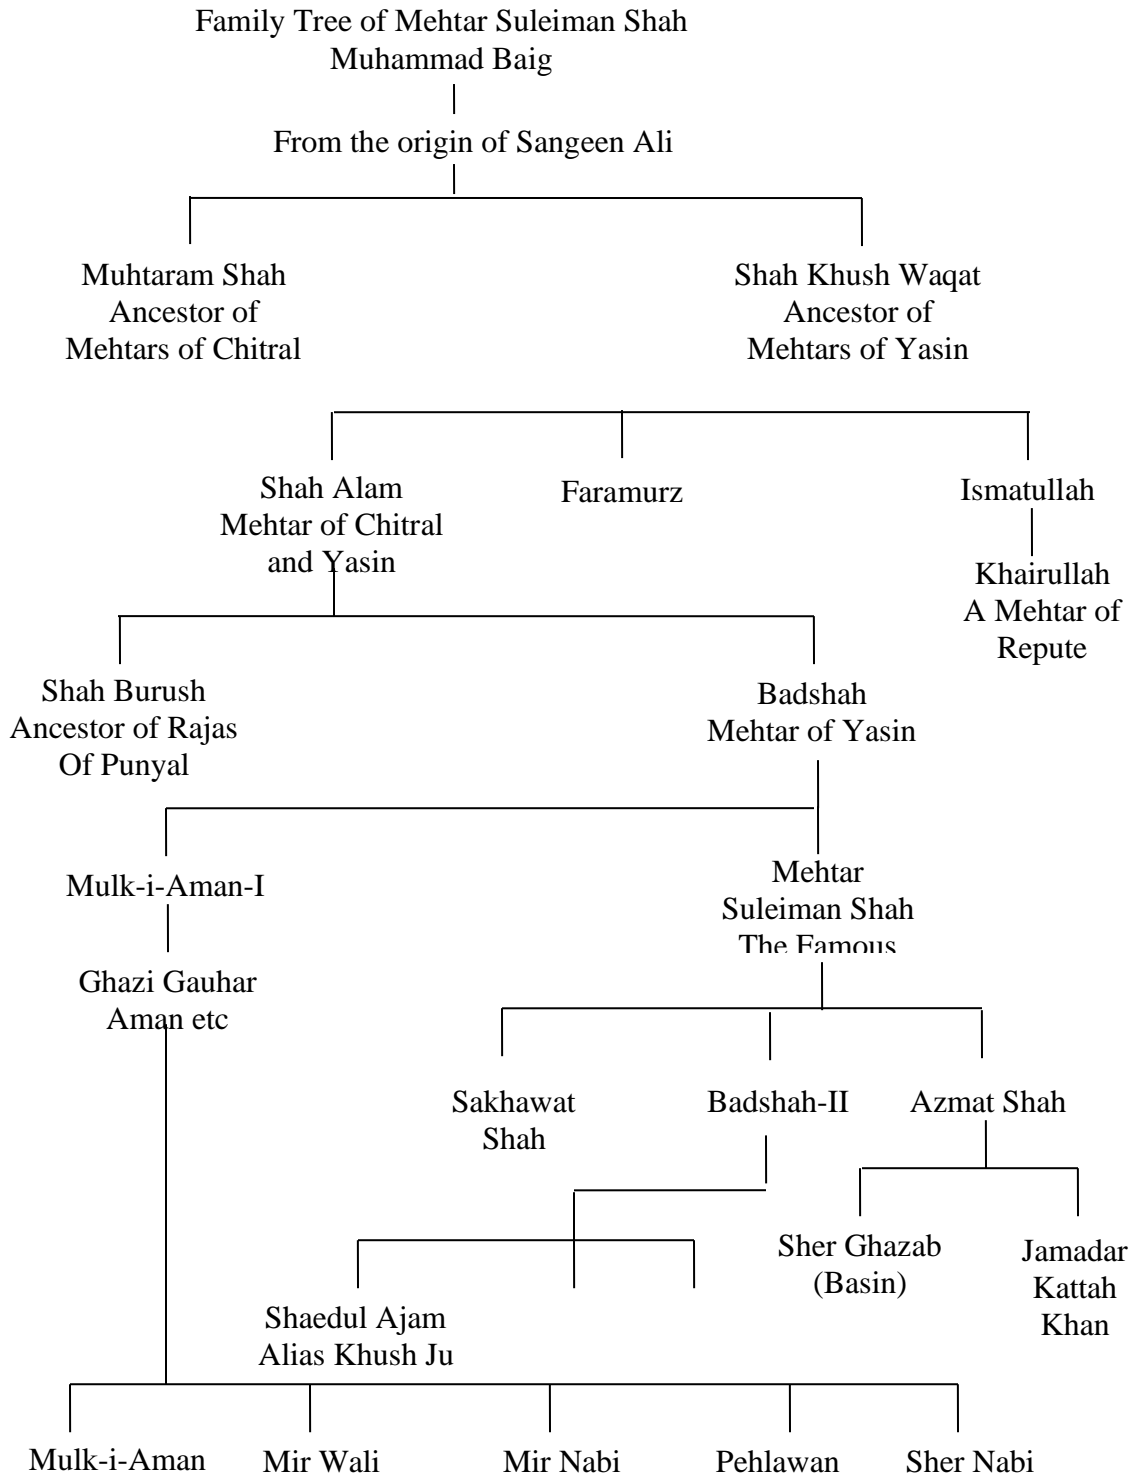 Family Tree of Mehtar Suleiman Shah
Muhammad Baig
From the origin of Sangeen Ali
Muhtaram Shah
Ancestor of
Mehtars of Chitral
Shah Khush Waqat
Ancestor of
Mehtars of Yasin
Shah Alam
Mehtar of Chitral
and Yasin
Faramurz
Ismatullah
Khairullah
A Mehtar of
Repute
Shah Burush
Ancestor of Rajas
Of Punyal
Badshah
Mehtar of Yasin
Mulk-i-Aman-I
Mehtar
Suleiman Shah
The Famous
Ghazi Gauhar
Aman etc
Sakhawat
Shah
Badshah-II
Azmat Shah
Sher Ghazab
(Basin)
Jamadar
Kattah
Khan
Shaedul Ajam
Alias Khush Ju
Mulk-i-Aman
Mir Wali
Mir Nabi
Pehlawan
Sher Nabi